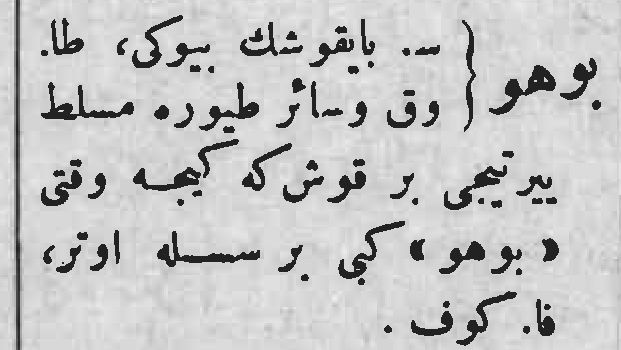 بوهو { س. بايقوشك بيوكى، طا.
وق وسائر طيوره مسلط
ييرتيجى بر قوش كه كيجه وقتى
« بوهو » كبى بر سسله اوتر،
فا. كوف .